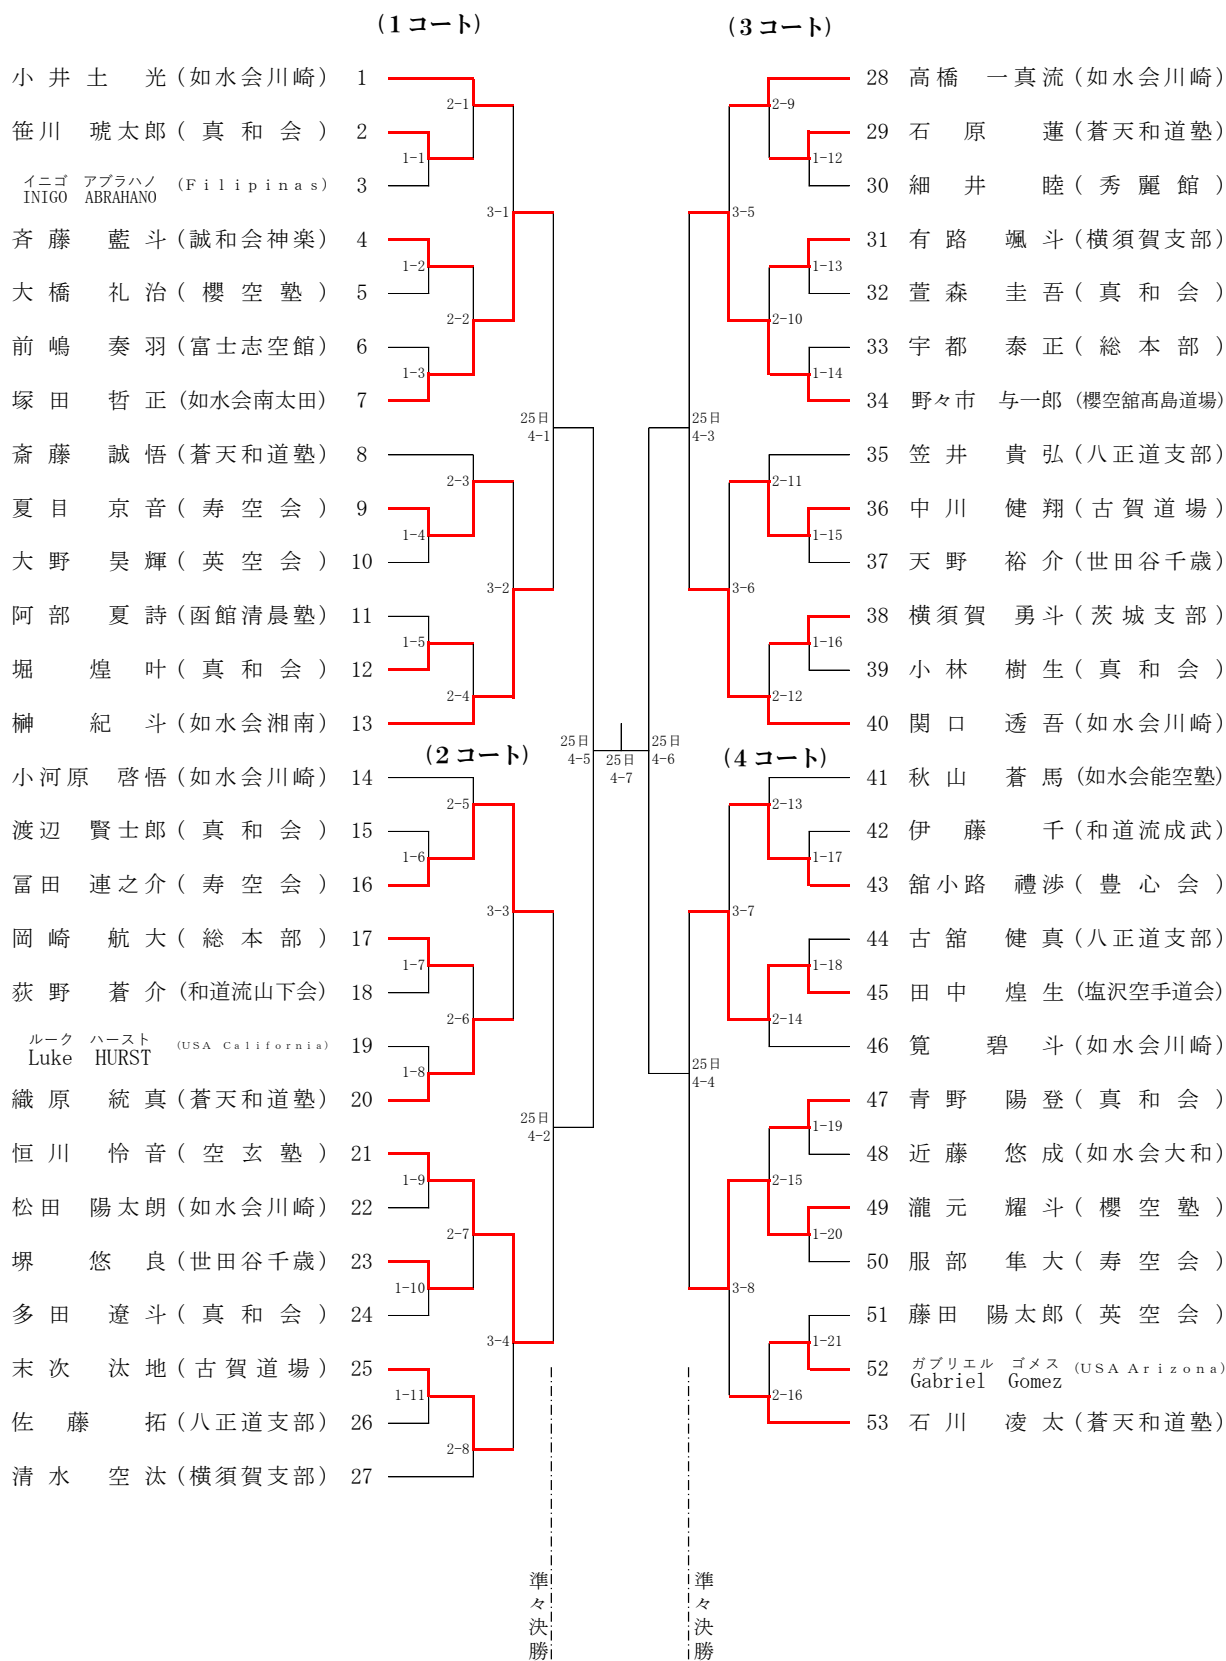 (1コート)
小井土 光 (如水会川崎) 1
2-1
笹川 琥太郎 (真和会) 2
1-1
イニゴ アブラハノ
INIGO ABRAHANO (Filipinas) 3
3-1
斉藤 藍斗 (誠和会神楽) 4
1-2
大橋 礼治 (櫻空塾) 5
2-2
前嶋 奏羽 (富士志空館) 6
1-3
塚田 哲正 (如水会南太田) 7
25日
4-1
斎藤 誠悟 (蒼天和道塾) 8
2-3
夏目 京音 (寿空会) 9
1-4
大野 昊輝 (英空会) 10
3-2
阿部 夏詩 (函館清晨塾) 11
1-5
堀 煌叶 (真和会) 12
2-4
榊 紀斗 (如水会湘南) 13
25日
4-5
(2コート)
小河原 啓悟 (如水会川崎) 14
2-5
渡辺 賢士郎 (真和会) 15
1-6
冨田 連之介 (寿空会) 16
3-3
岡崎 航大 (総本部) 17
1-7
荻野 蒼介 (和道流山下会) 18
2-6
ルーク ハースト
Luke HURST (USA California) 19
1-8
織原 統真 (蒼天和道塾) 20
25日
4-2
恒川 怜音 (空玄塾) 21
1-9
松田 陽太朗 (如水会川崎) 22
2-7
堺 悠良 (世田谷千歳) 23
1-10
多田 遼斗 (真和会) 24
3-4
末次 汰地 (古賀道場) 25
1-11
佐藤 拓 (八正道支部) 26
2-8
清水 空汰 (横須賀支部) 27
準々決勝
25日
4-7
(3コート)
28 高橋 一真流 (如水会川崎)
2-9
29 石原 蓮 (蒼天和道塾)
1-12
30 細井 睦 (秀麗館)
3-5
31 有路 颯斗 (横須賀支部)
1-13
32 萱森 圭吾 (真和会)
2-10
33 宇都 泰正 (総本部)
1-14
34 野々市 与一郎 (櫻空舘髙島道場)
25日
4-3
35 笠井 貴弘 (八正道支部)
2-11
36 中川 健翔 (古賀道場)
1-15
37 天野 裕介 (世田谷千歳)
3-6
38 横須賀 勇斗 (茨城支部)
1-16
39 小林 樹生 (真和会)
2-12
40 関口 透吾 (如水会川崎)
25日
4-6
(4コート)
41 秋山 蒼馬 (如水会能空塾)
2-13
42 伊藤 千 (和道流成武)
1-17
43 舘小路 禮渉 (豊心会)
3-7
44 古舘 健真 (八正道支部)
1-18
45 田中 煌生 (塩沢空手道会)
2-14
46 筧 碧斗 (如水会川崎)
25日
4-4
47 青野 陽登 (真和会)
1-19
48 近藤 悠成 (如水会大和)
2-15
49 瀧元 耀斗 (櫻空塾)
1-20
50 服部 隼大 (寿空会)
3-8
51 藤田 陽太郎 (英空会)
1-21
ガブリエル ゴメス
52 Gabriel Gomez (USA Arizona)
2-16
53 石川 凌太 (蒼天和道塾)
準々決勝